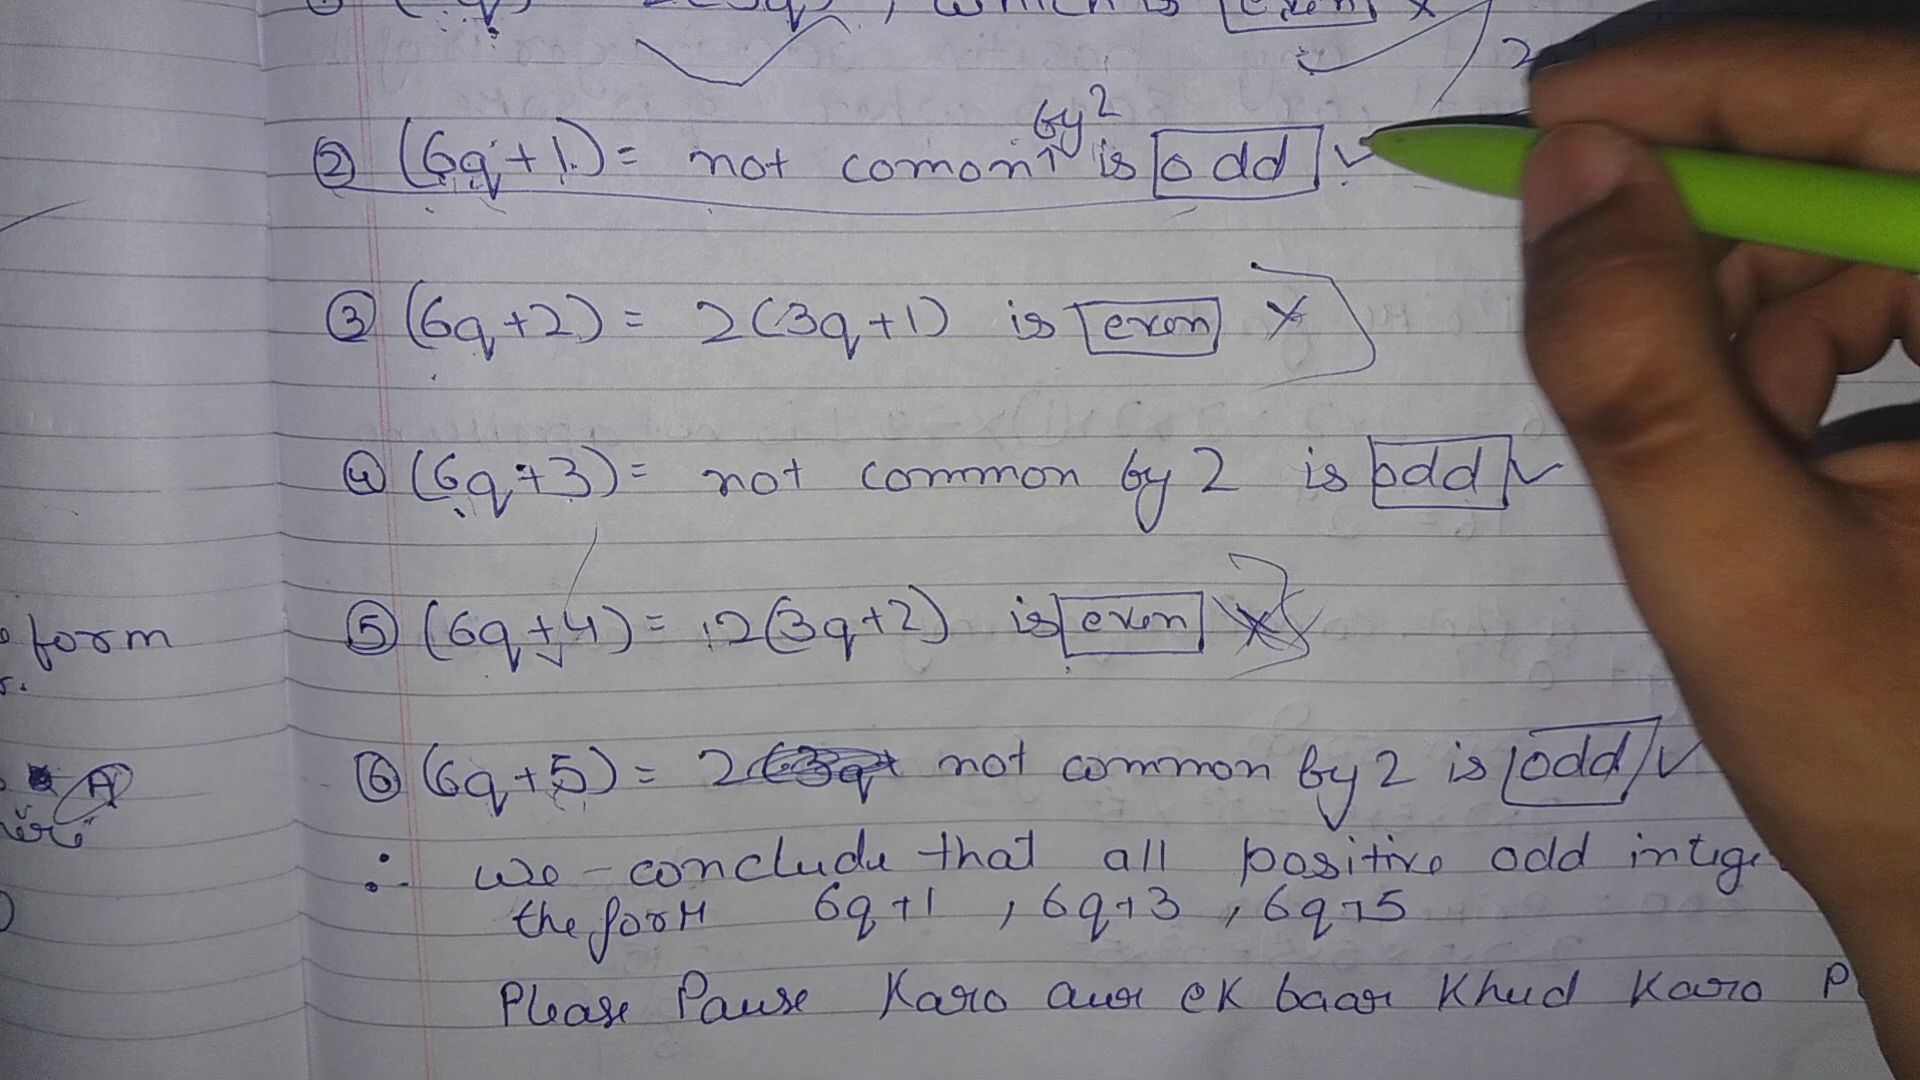 which is even x
② (6q+1) = not comon by 2 is odd ✓
③ (6q+2) = 2(3q+1) is even x
④ (6q+3) = not common by 2 is odd ✓
⑤ (6q+4) = 2(3q+2) is even x
form
⑥ (6q+5) = 2 not common by 2 is odd ✓
A
∴ we conclude that all positive odd
the form 6q+1, 6q+3, 6q+5
Please Pause Karo aur ek baar Khud Karo